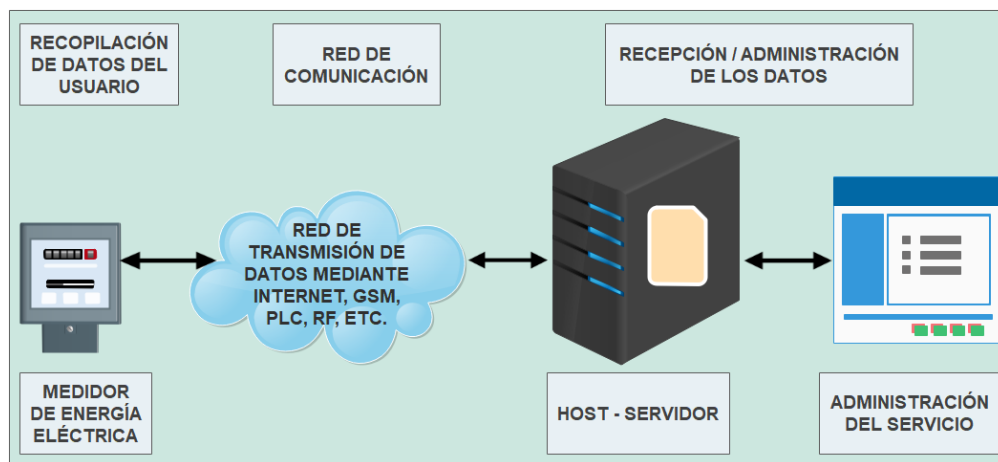 RECOPILACIÓN
DE DATOS DEL
USUARIO
RED DE
COMUNICACIÓN
RECEPCIÓN / ADMINISTRACIÓN
DE LOS DATOS
RED DE
TRANSMISIÓN DE
DATOS MEDIANTE
INTERNET, GSM,
PLC, RF, ETC.
MEDIDOR
DE ENERGÍA
ELÉCTRICA
HOST - SERVIDOR
ADMINISTRACIÓN
DEL SERVICIO